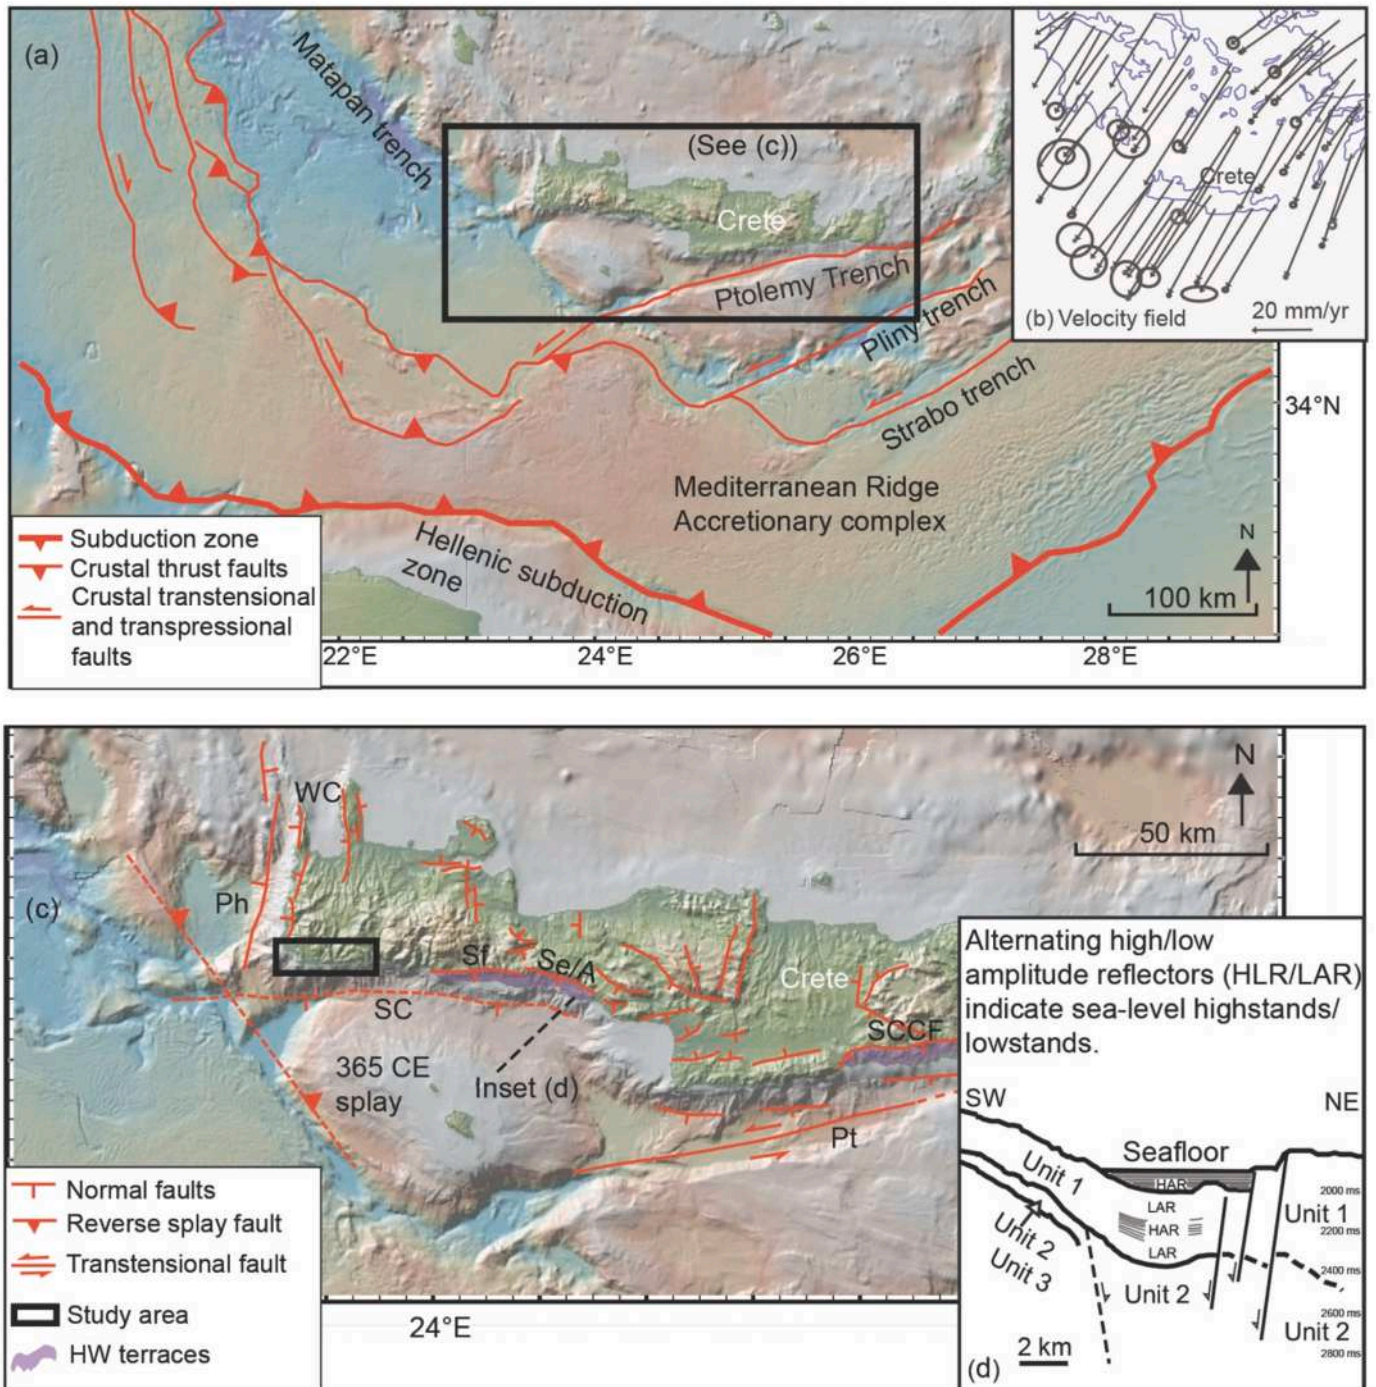 (a)
Matapan trench
(See (c))
Crete
Ptolemy Trench
Pliny trench
Strabo trench
Mediterranean Ridge
Accretionary complex
Hellenic subduction
zone
N
100 km
34°N
22°E
24°E
26°E
28°E
Subduction zone
Crustal thrust faults
Crustal transtensional
and transpressional
faults
Crete
(b) Velocity field
20 mm/yr
(c)
WC
Ph
Sf
Se/A
SC
365 CE
splay
Inset (d)
Crete
SCCF
Pt
N
50 km
24°E
Normal faults
Reverse splay fault
Transtensional fault
Study area
HW terraces
Alternating high/low
amplitude reflectors (HLR/LAR)
indicate sea-level highstands/
lowstands.
SW
NE
Seafloor
Unit 1
HAR
LAR
HAR
LAR
Unit 2
Unit 3
Unit 2
Unit 1
Unit 2
2000 ms
2200 ms
2400 ms
2600 ms
2800 ms
2 km
(d)